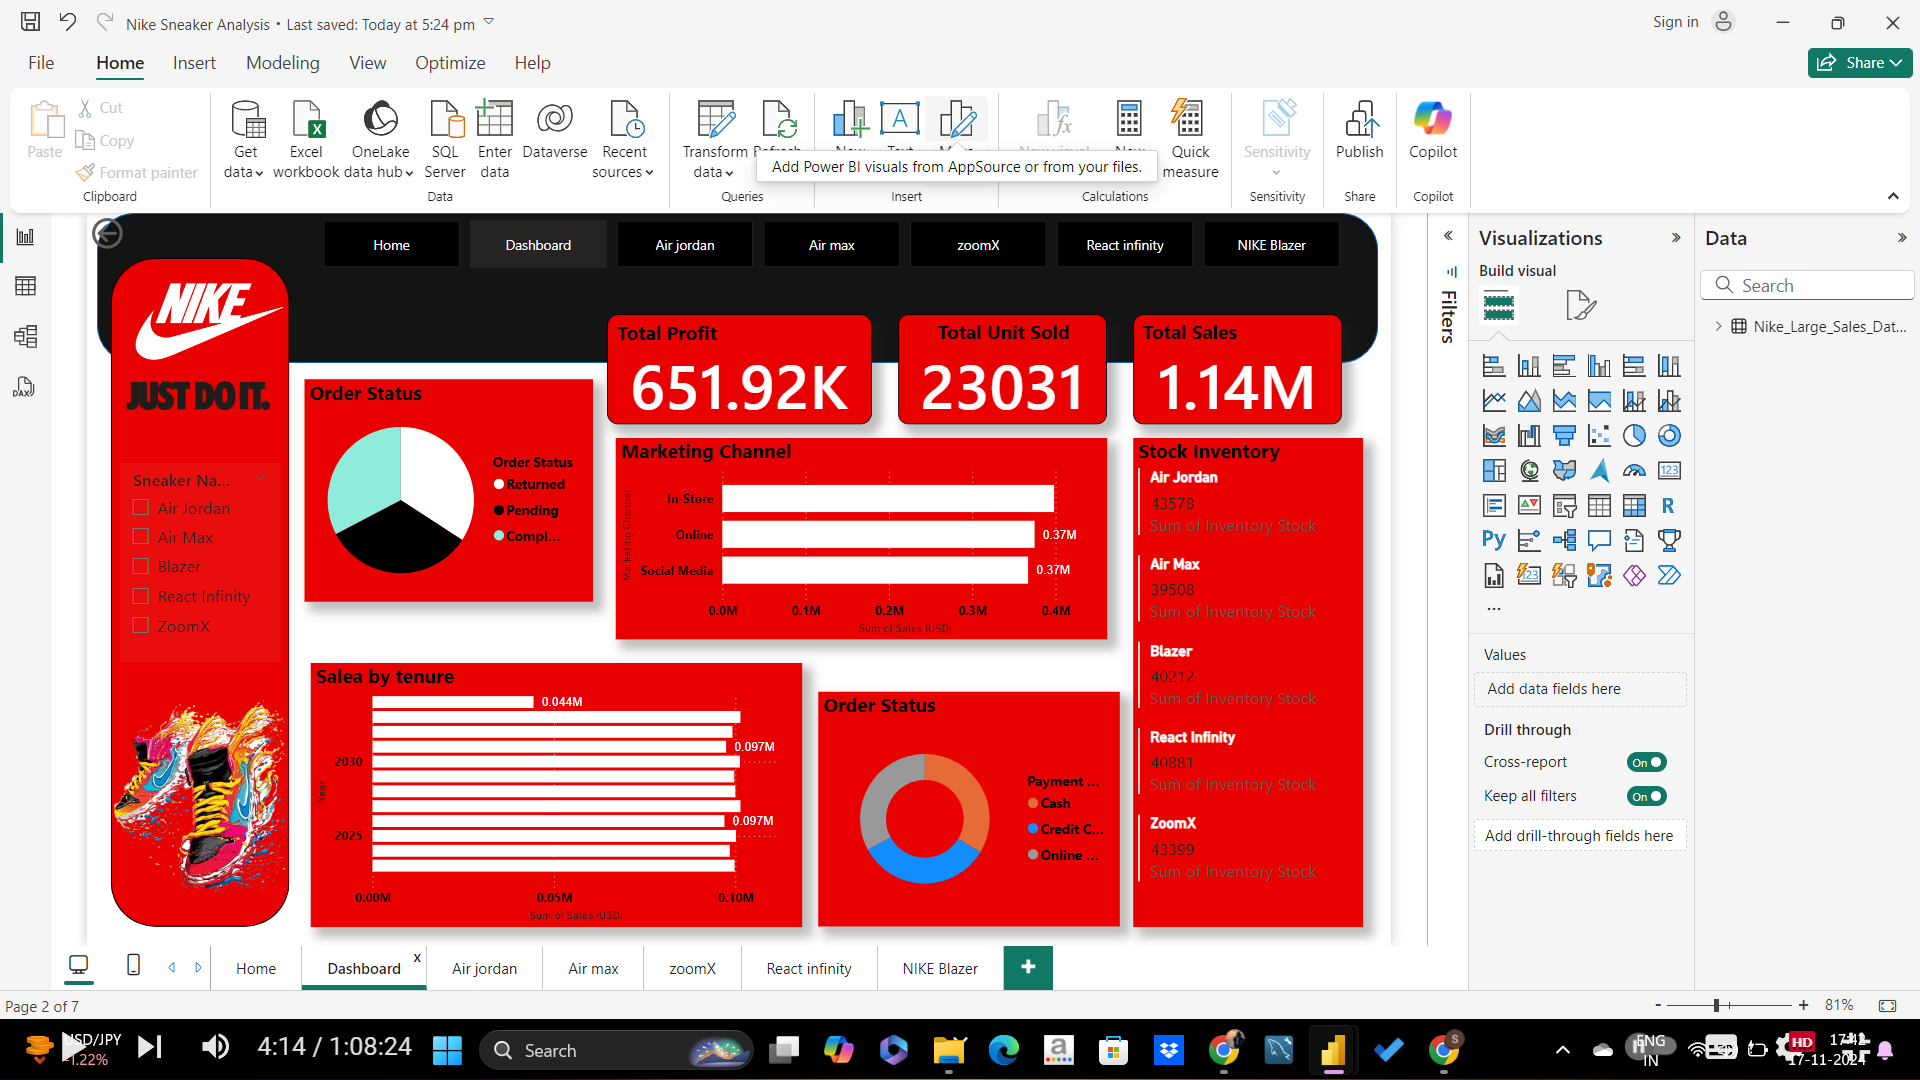 Nike Sneaker Analysis • Last saved: Today at 5:24 pm
Sign in
File Home Insert Modeling View Optimize Help
Share
Paste
Cut
Copy
Format painter
Clipboard
Get data
Excel workbook
OneLake data hub
SQL Server
Enter data
Dataverse
Recent sources
Data
Transform data
Queries
Add Power BI visuals from AppSource or from your files.
Insert
Quick measure
Calculations
Sensitivity
Sensitivity
Publish
Share
Copilot
Copilot
Home Dashboard Air jordan Air max zoomX React infinity NIKE Blazer
NIKE
JUST DO IT.
Sneaker Na...
Air Jordan
Air Max
Blazer
React Infinity
ZoomX
Total Profit
651.92K
Total Unit Sold
23031
Total Sales
1.14M
Order Status
Order Status
Returned
Pending
Compl...
Marketing Channel
Marketing Channel
In-Store
Online
0.37M
Social Media
0.37M
0.0M 0.1M 0.2M 0.3M 0.4M
Sum of Sales (USD)
Stock Inventory
Air Jordan
43578
Sum of Inventory Stock
Air Max
39508
Sum of Inventory Stock
Blazer
40212
Sum of Inventory Stock
React Infinity
40881
Sum of Inventory Stock
ZoomX
43399
Sum of Inventory Stock
Salea by tenure
0.044M
0.097M
2030
Year
0.097M
2025
0.00M 0.05M 0.10M
Sum of Sales (USD)
Order Status
Payment ...
Cash
Credit C...
Online ...
Filters
Visualizations
Build visual
Values
Add data fields here
Drill through
Cross-report On
Keep all filters On
Add drill-through fields here
Data
Search
Nike_Large_Sales_Dat...
Home Dashboard x Air jordan Air max zoomX React infinity NIKE Blazer +
Page 2 of 7
- + 81%
USD/JPY
-1.22%
4:14 / 1:08:24
Search
ENG
IN
HD
17-11-2024